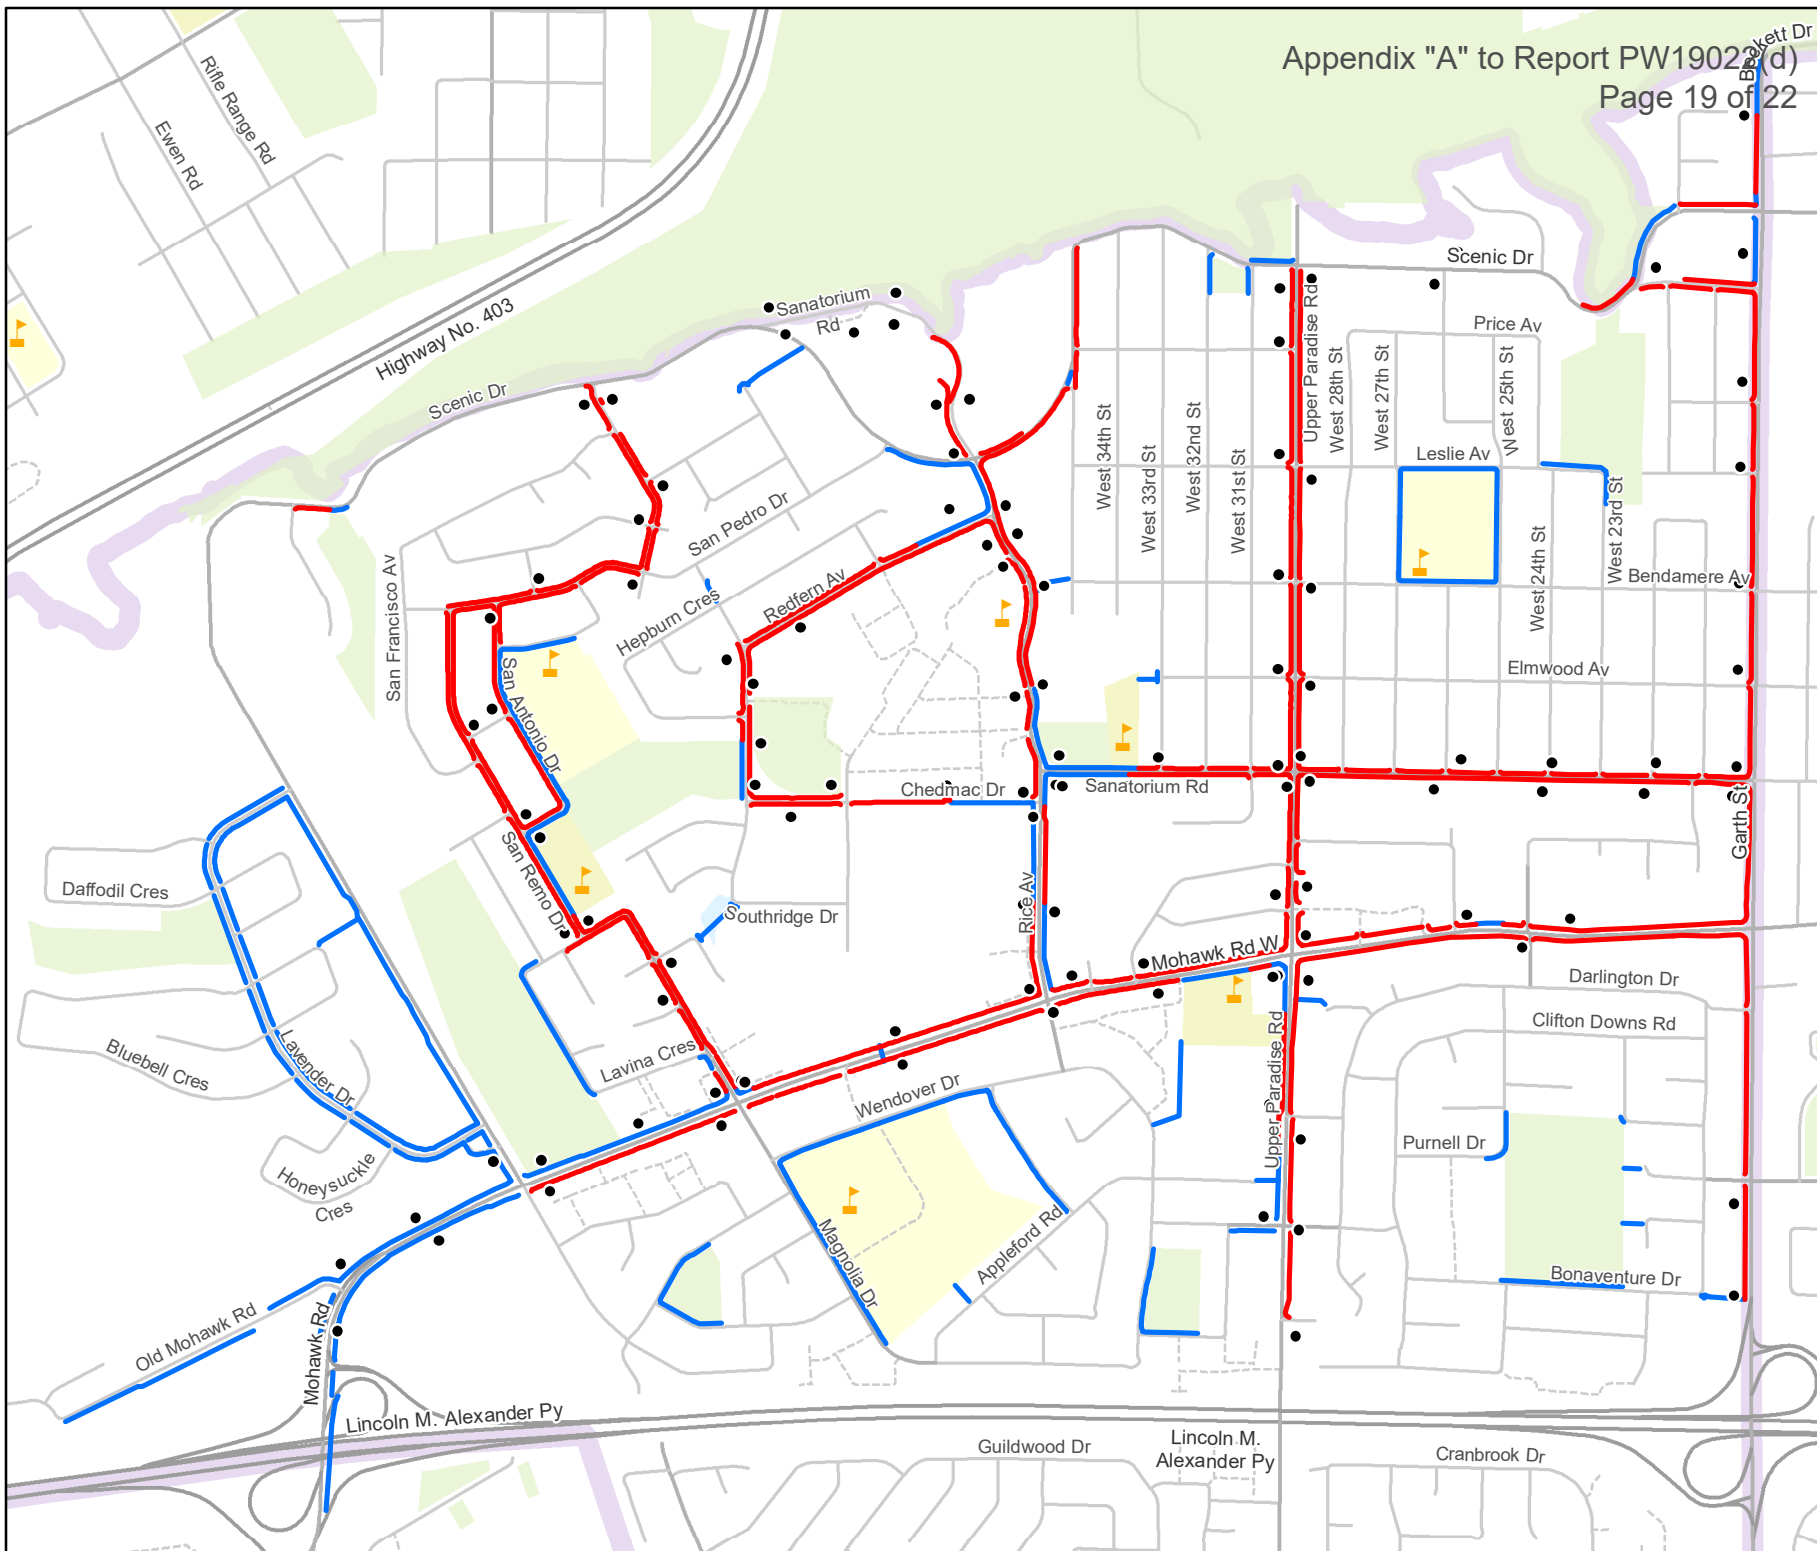 Appendix "A" to Report PW19022(d)
Page 19 of 22
Beckett Dr
Rifle Range Rd
Ewen Rd
Highway No. 403
Sanatorium
Rd
Scenic Dr
Scenic Dr
Upper Paradise Rd
Price Av
West 28th St
West 27th St
West 25th St
Leslie Av
West 34th St
West 33rd St
West 32nd St
West 31st St
West 24th St
West 23rd St
Bendamere Av
Elmwood Av
San Pedro Dr
San Francisco Av
Hepburn Cres
Redfern Av
San Antonio Dr
Chedmac Dr
Sanatorium Rd
Garth St
San Remo Dr
Southridge Dr
Rice Av
Mohawk Rd W
Daffodil Cres
Darlington Dr
Clifton Downs Rd
Bluebell Cres
Lavender Dr
Lavina Cres
Wendover Dr
Upper Paradise Rd
Purnell Dr
Honeysuckle
Cres
Magnolia Dr
Appleford Rd
Bonaventure Dr
Old Mohawk Rd
Mohawk Rd
Lincoln M. Alexander Py
Guildwood Dr
Lincoln M.
Alexander Py
Cranbrook Dr